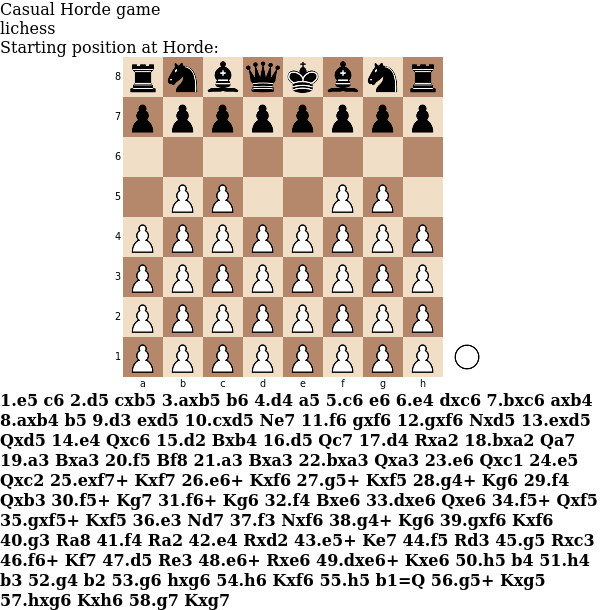 Casual Horde game
lichess
Starting position at Horde:
8
7
6
5
4
3
2
1
a b c d e f g h
1.e5 c6 2.d5 cxb5 3.axb5 b6 4.d4 a5 5.c6 e6 6.e4 dxc6 7.bxc6 axb4
8.axb4 b5 9.d3 exd5 10.cxd5 Ne7 11.f6 gxf6 12.gxf6 Nxd5 13.exd5
Qxd5 14.e4 Qxc6 15.d2 Bxb4 16.d5 Qc7 17.d4 Rxa2 18.bxa2 Qa7
19.a3 Bxa3 20.f5 Bf8 21.a3 Bxa3 22.bxa3 Qxa3 23.e6 Qxc1 24.e5
Qxc2 25.exf7+ Kxf7 26.e6+ Kxf6 27.g5+ Kxf5 28.g4+ Kg6 29.f4
Qxb3 30.f5+ Kg7 31.f6+ Kg6 32.f4 Bxe6 33.dxe6 Qxe6 34.f5+ Qxf5
35.gxf5+ Kxf5 36.e3 Nd7 37.f3 Nxf6 38.g4+ Kg6 39.gxf6 Kxf6
40.g3 Ra8 41.f4 Ra2 42.e4 Rxd2 43.e5+ Ke7 44.f5 Rd3 45.g5 Rxc3
46.f6+ Kf7 47.d5 Re3 48.e6+ Rxe6 49.dxe6+ Kxe6 50.h5 b4 51.h4
b3 52.g4 b2 53.g6 hxg6 54.h6 Kxf6 55.h5 b1=Q 56.g5+ Kxg5
57.hxg6 Kxh6 58.g7 Kxg7